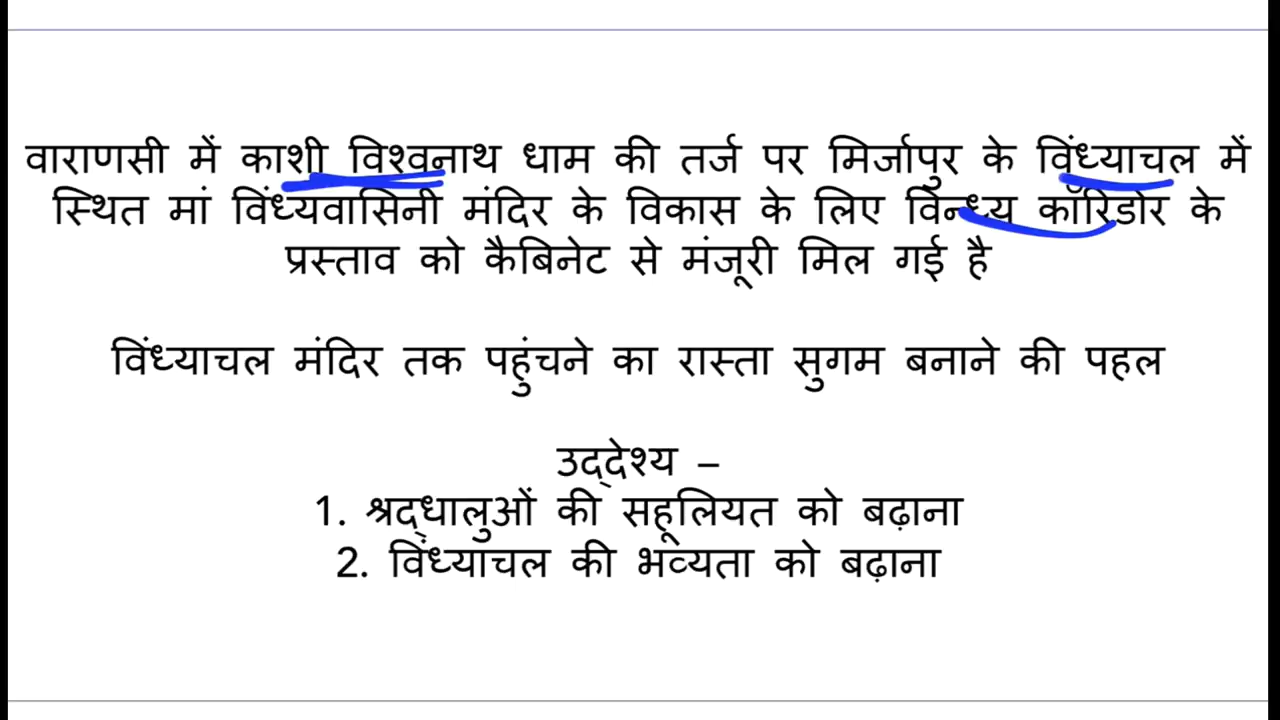 वाराणसी में काशी विश्वनाथ धाम की तर्ज पर मिर्जापुर के विंध्याचल में
स्थित मां विंध्यवासिनी मंदिर के विकास के लिए विन्ध्य कॉरिडोर के
प्रस्ताव को कैबिनेट से मंजूरी मिल गई है
विंध्याचल मंदिर तक पहुंचने का रास्ता सुगम बनाने की पहल
उद्देश्य –
1. श्रद्धालुओं की सहूलियत को बढ़ाना
2. विंध्याचल की भव्यता को बढ़ाना